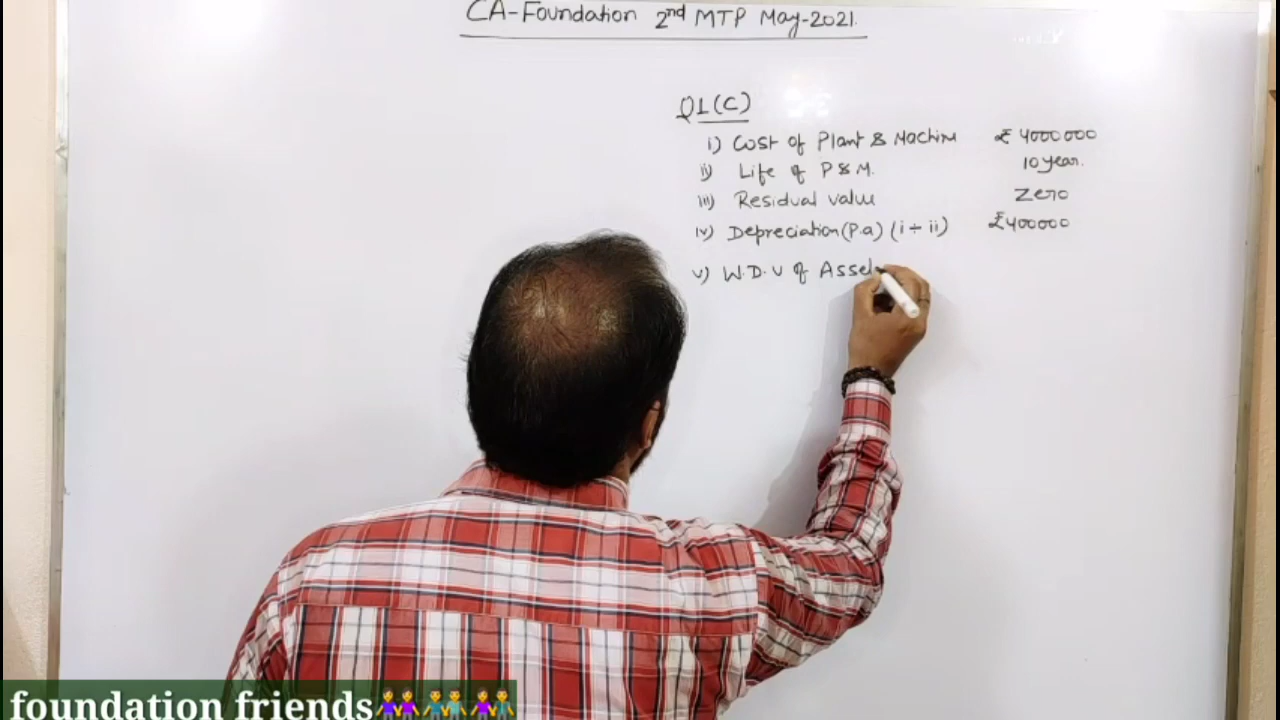 CA-Foundation 2nd MTP May-2021.
Q1(C)
i) Cost of Plant & Machine ₹ 4000000
ii) Life of P & M. 10 year.
iii) Residual value Zero
iv) Depreciation (P.a) (i ÷ ii) ₹400000
v) W.D.V of Asset
foundation friends👭👫👫